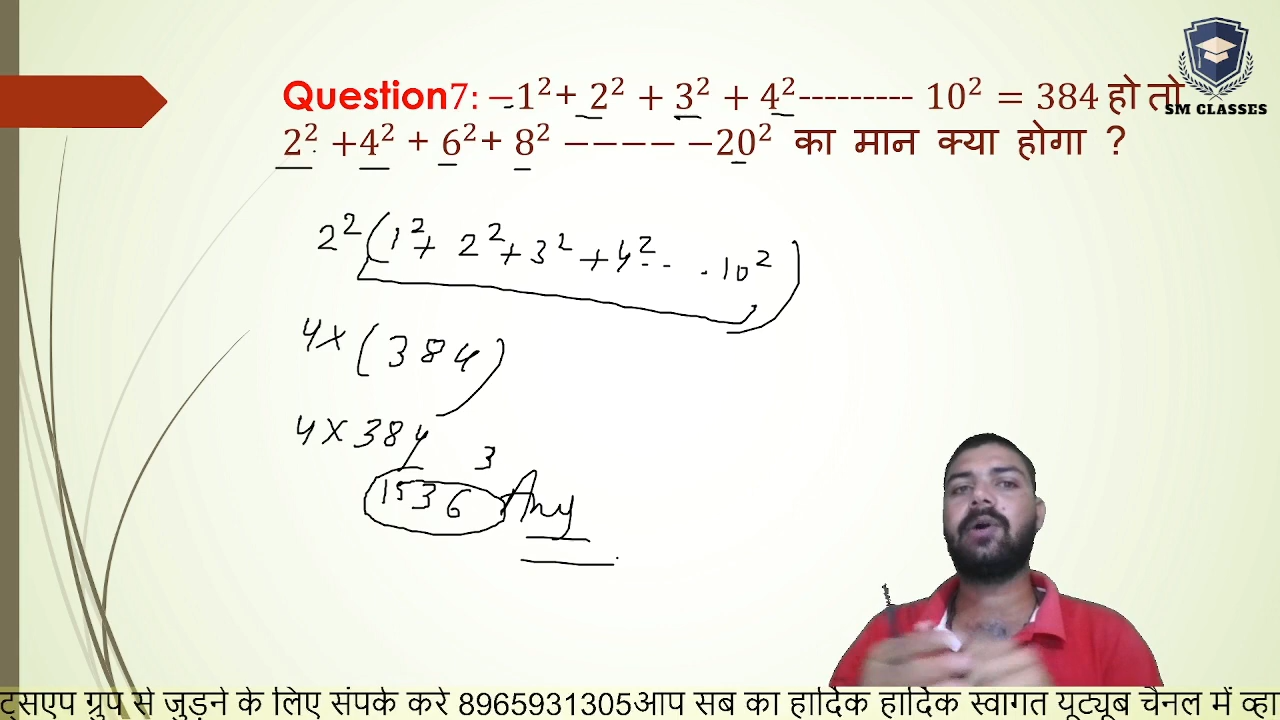 Question7: −1²+ 2² + 3² + 4²--------- 10² = 384 हो तो
SM CLASSES
2² +4² + 6²+ 8² −−−−−20² का मान क्या होगा ?
2² (1² + 2² + 3² + 4² - - . 10²)
4 × (384)
4 × 384
3
1536 Any
ट्सएप ग्रुप से जुड़ने के लिए संपर्क करे 8965931305आप सब का हार्दिक हार्दिक स्वागत यूट्यूब चैनल में व्हा